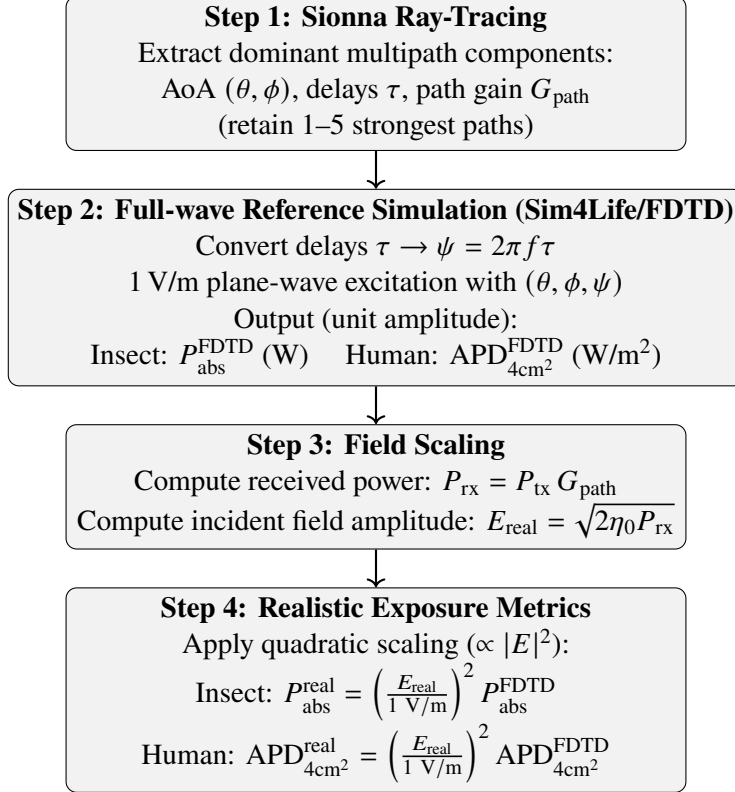 Step 1: Sionna Ray-Tracing
Extract dominant multipath components:
AoA (θ, ϕ), delays τ, path gain G_path
(retain 1–5 strongest paths)
Step 2: Full-wave Reference Simulation (Sim4Life/FDTD)
Convert delays τ → ψ = 2πfτ
1 V/m plane-wave excitation with (θ, ϕ, ψ)
Output (unit amplitude):
Insect: P_abs^FDTD (W) Human: APD_4cm²^FDTD (W/m²)
Step 3: Field Scaling
Compute received power: P_rx = P_tx G_path
Compute incident field amplitude: E_real = √(2η₀P_rx)
Step 4: Realistic Exposure Metrics
Apply quadratic scaling (∝ |E|²):
Insect: P_abs^real = (E_real / 1 V/m)² P_abs^FDTD
Human: APD_4cm²^real = (E_real / 1 V/m)² APD_4cm²^FDTD